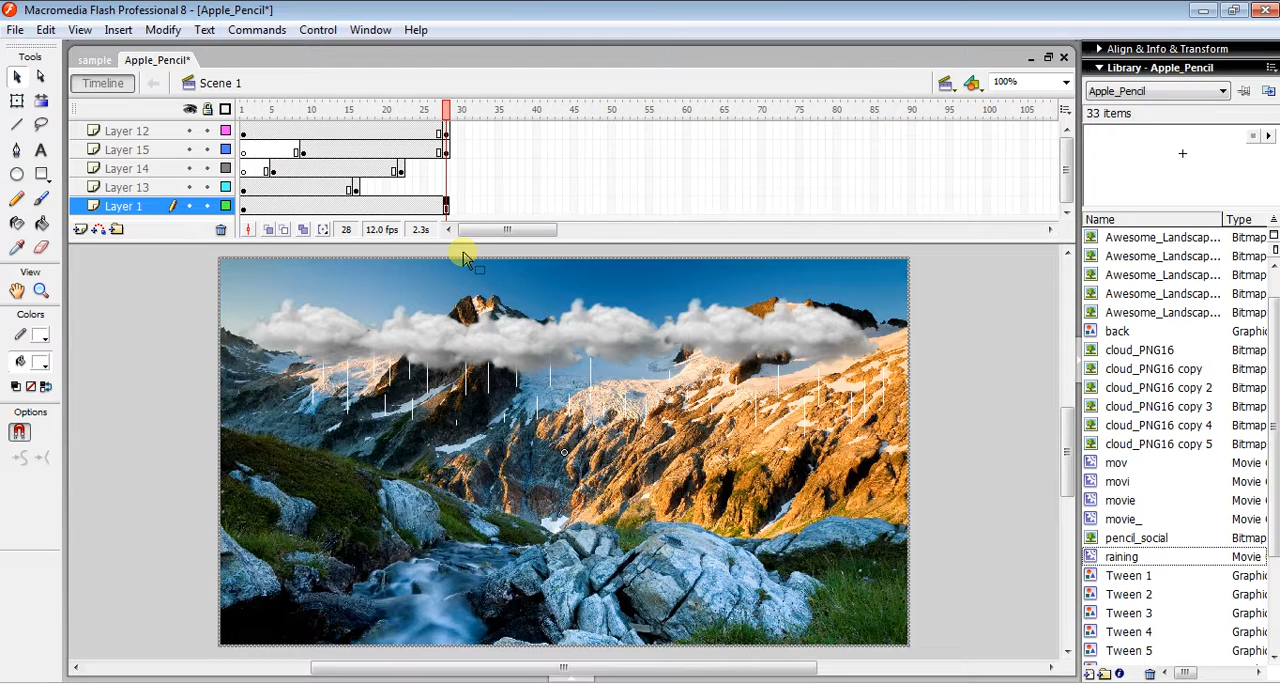 Macromedia Flash Professional 8 - [Apple_Pencil*]
File Edit View Insert Modify Text Commands Control Window Help
Tools
sample Apple_Pencil*
Timeline Scene 1 100%
1 5 10 15 20 25 30 35 40 45 50 55 60 65 70 75 80 85 90 95 100 105
Layer 12
Layer 15
Layer 14
Layer 13
Layer 1
28 12.0 fps 2.3s
View
Colors
Options
Align & Info & Transform
Library - Apple_Pencil
Apple_Pencil
33 items
Name Type
Awesome_Landscap... Bitmap
Awesome_Landscap... Bitmap
Awesome_Landscap... Bitmap
Awesome_Landscap... Bitmap
Awesome_Landscap... Bitmap
back Graphic
cloud_PNG16 Bitmap
cloud_PNG16 copy Bitmap
cloud_PNG16 copy 2 Bitmap
cloud_PNG16 copy 3 Bitmap
cloud_PNG16 copy 4 Bitmap
cloud_PNG16 copy 5 Bitmap
mov Movie
movi Movie
movie Movie
movie_ Movie
pencil_social Bitmap
raining Movie
Tween 1 Graphic
Tween 2 Graphic
Tween 3 Graphic
Tween 4 Graphic
Tween 5 Graphic